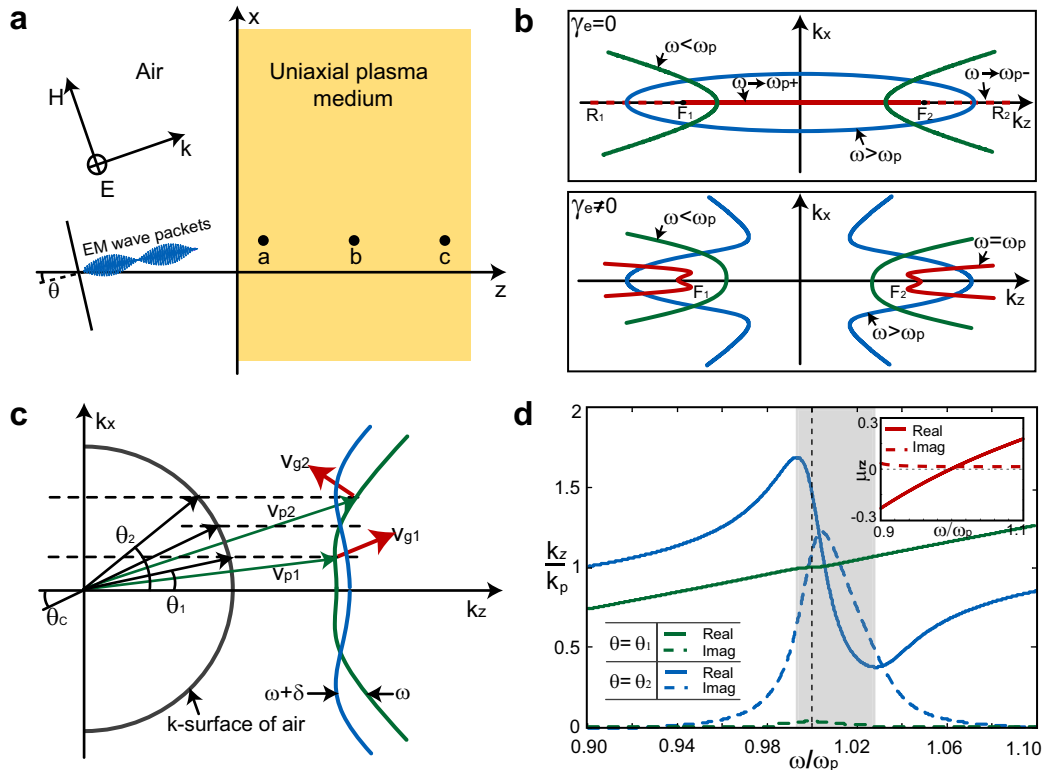 a
x
Air
Uniaxial plasma
medium
H
k
E
EM wave packets
θ
a
b
c
z
b
γe=0
kx
ω<ωp
ω→ωp+
ω→ωp-
R1
F1
F2
R2
kz
ω>ωp
γe≠0
kx
ω<ωp
ω=ωp
F1
F2
kz
ω>ωp
c
kx
vg2
vp2
θ2
vg1
vp1
θ1
kz
θC
ω+δ
ω
k-surface of air
d
2
1.5
1
0.5
0
kz
kp
0.3
0
-0.3
μrz
Real
Imag
0.9
ω/ωp
1.1
θ= θ1
Real
Imag
θ= θ2
Real
Imag
0.90
0.94
0.98
1.02
1.06
1.10
ω/ωp